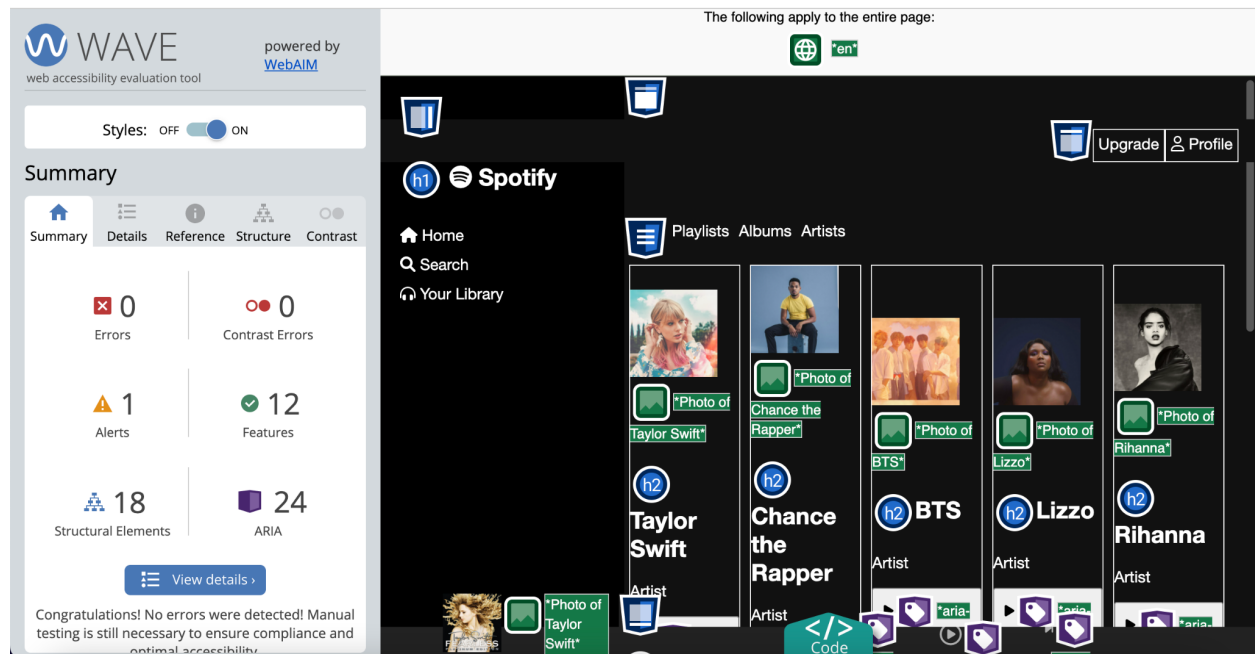 WAVE
web accessibility evaluation tool
powered by
WebAIM
Styles: OFF ON
Summary
Summary Details Reference Structure Contrast
0
Errors
0
Contrast Errors
1
Alerts
12
Features
18
Structural Elements
24
ARIA
View details ›
Congratulations! No errors were detected! Manual
testing is still necessary to ensure compliance and
optimal accessibility.
The following apply to the entire page:
*en*
Upgrade Profile
h1 Spotify
Home
Search
Your Library
Playlists Albums Artists
*Photo of
Taylor Swift*
h2
Taylor
Swift
Artist
*Photo of
Chance the
Rapper*
h2
Chance
the
Rapper
Artist
*Photo of
BTS*
h2 BTS
Artist
*aria-
*Photo of
Lizzo*
h2 Lizzo
Artist
*aria-
*Photo of
Rihanna*
h2
Rihanna
Artist
*aria-
*Photo of
Taylor
Swift*
</>
Code